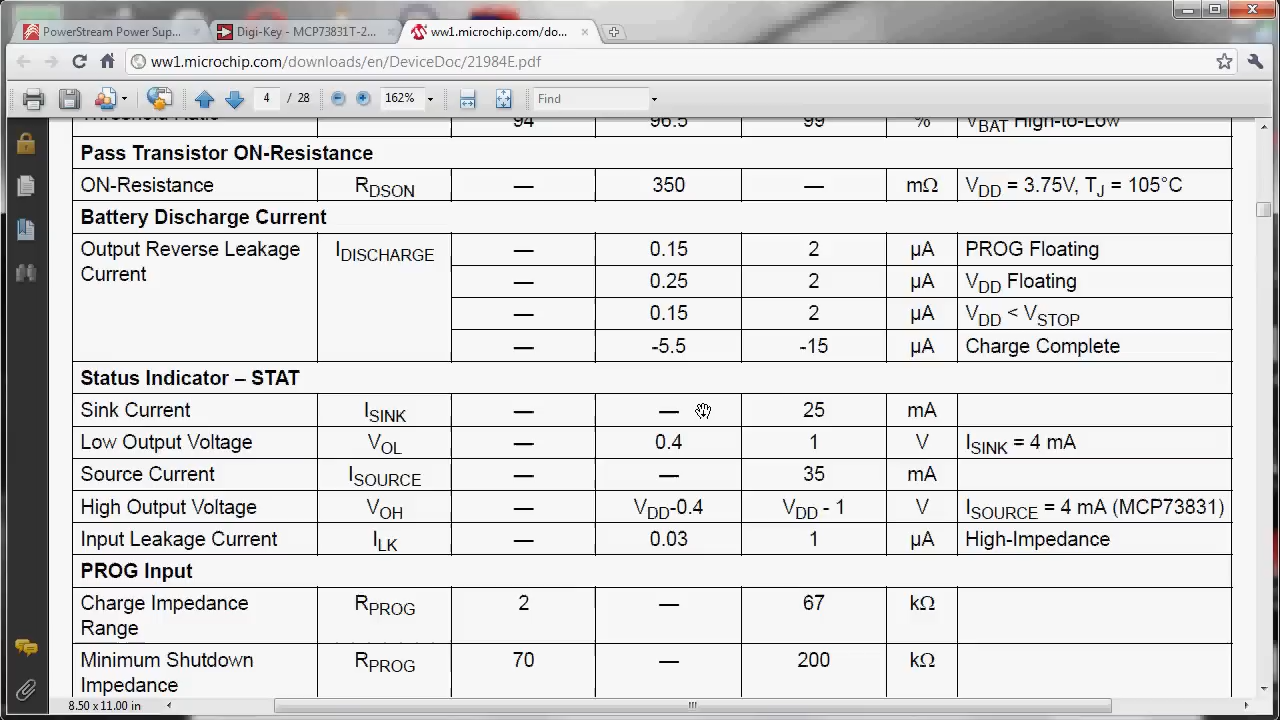 PowerStream Power Sup...
Digi-Key - MCP73831T-2...
ww1.microchip.com/do...
ww1.microchip.com/downloads/en/DeviceDoc/21984E.pdf
4 / 28 162% Find
Threshold Ratio 94 96.5 99 % VBAT High-to-Low
Pass Transistor ON-Resistance
ON-Resistance RDSON — 350 — mΩ VDD = 3.75V, TJ = 105°C
Battery Discharge Current
Output Reverse Leakage Current IDISCHARGE — 0.15 2 µA PROG Floating
— 0.25 2 µA VDD Floating
— 0.15 2 µA VDD < VSTOP
— -5.5 -15 µA Charge Complete
Status Indicator – STAT
Sink Current ISINK — — 25 mA
Low Output Voltage VOL — 0.4 1 V ISINK = 4 mA
Source Current ISOURCE — — 35 mA
High Output Voltage VOH — VDD-0.4 VDD - 1 V ISOURCE = 4 mA (MCP73831)
Input Leakage Current ILK — 0.03 1 µA High-Impedance
PROG Input
Charge Impedance Range RPROG 2 — 67 kΩ
Minimum Shutdown Impedance RPROG 70 — 200 kΩ
8.50 x 11.00 in